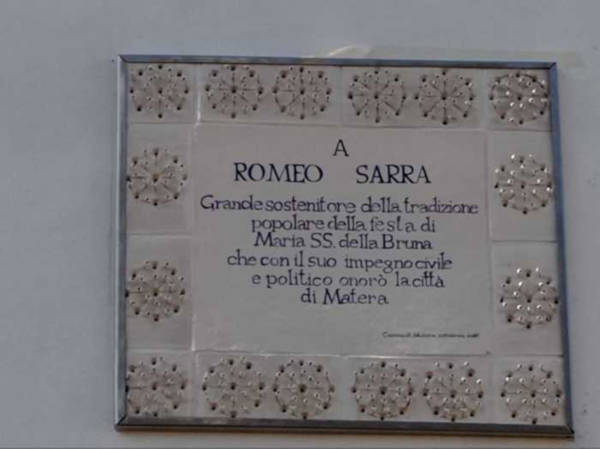 A
ROMEO SARRA
Grande sostenitore della tradizione
popolare della festa di
Maria SS. della Bruna
che con il suo impegno civile
e politico onorò la città
di Matera